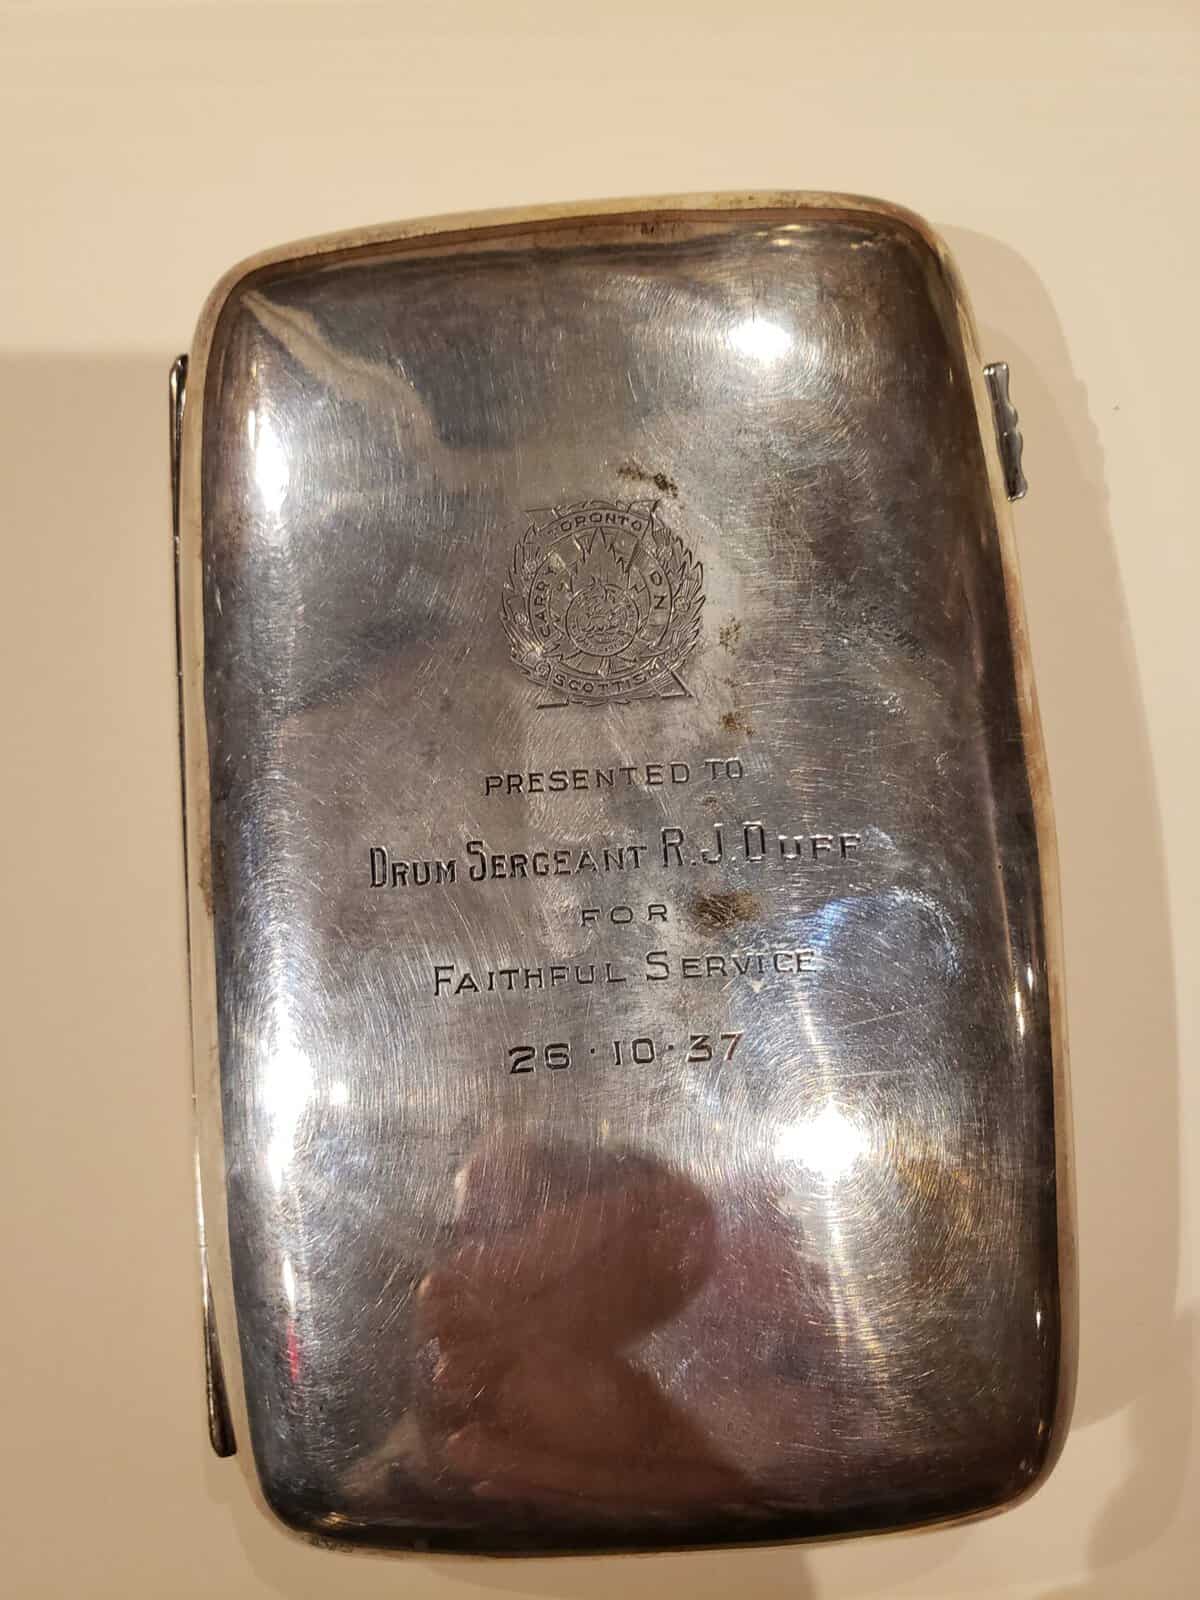 TORONTO
CARRY ON
SCOTTISH
PRESENTED TO
DRUM SERGEANT R.J. DUFF
FOR
FAITHFUL SERVICE
26·10·37